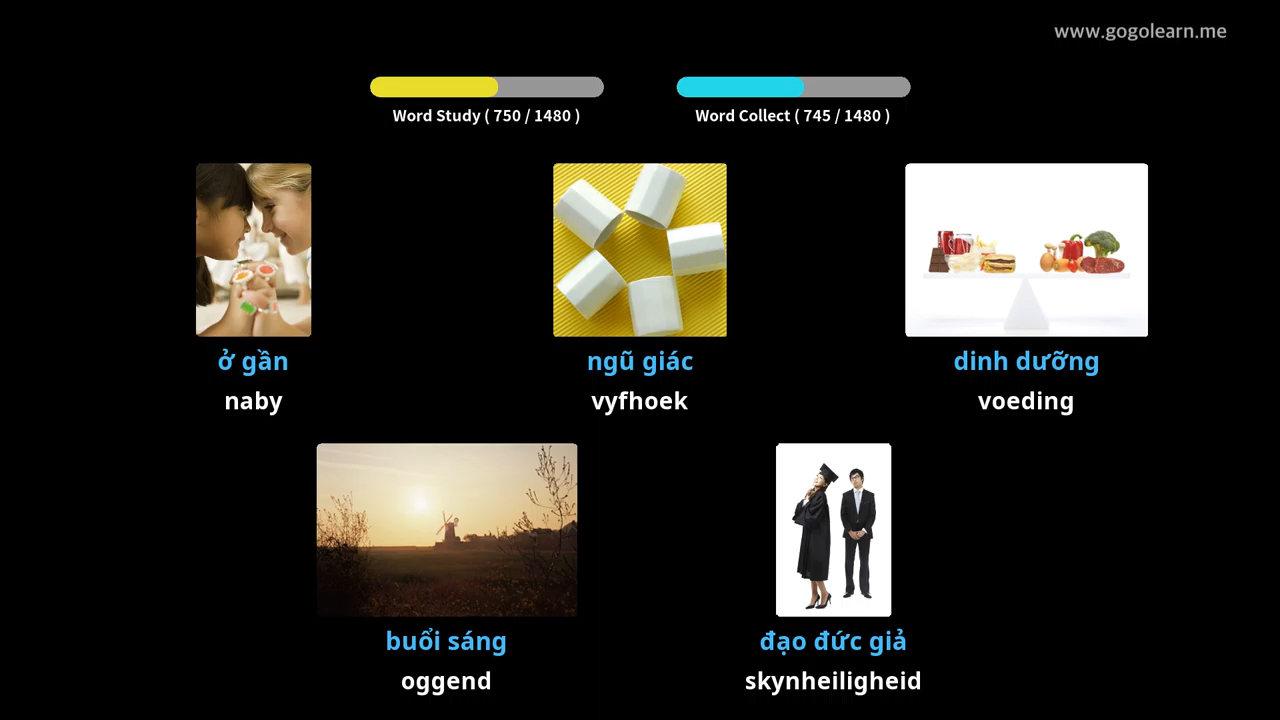 www.gogolearn.me
Word Study ( 750 / 1480 )
Word Collect ( 745 / 1480 )
ở gần
naby
ngũ giác
vyfhoek
dinh dưỡng
voeding
buổi sáng
oggend
đạo đức giả
skynheiligheid